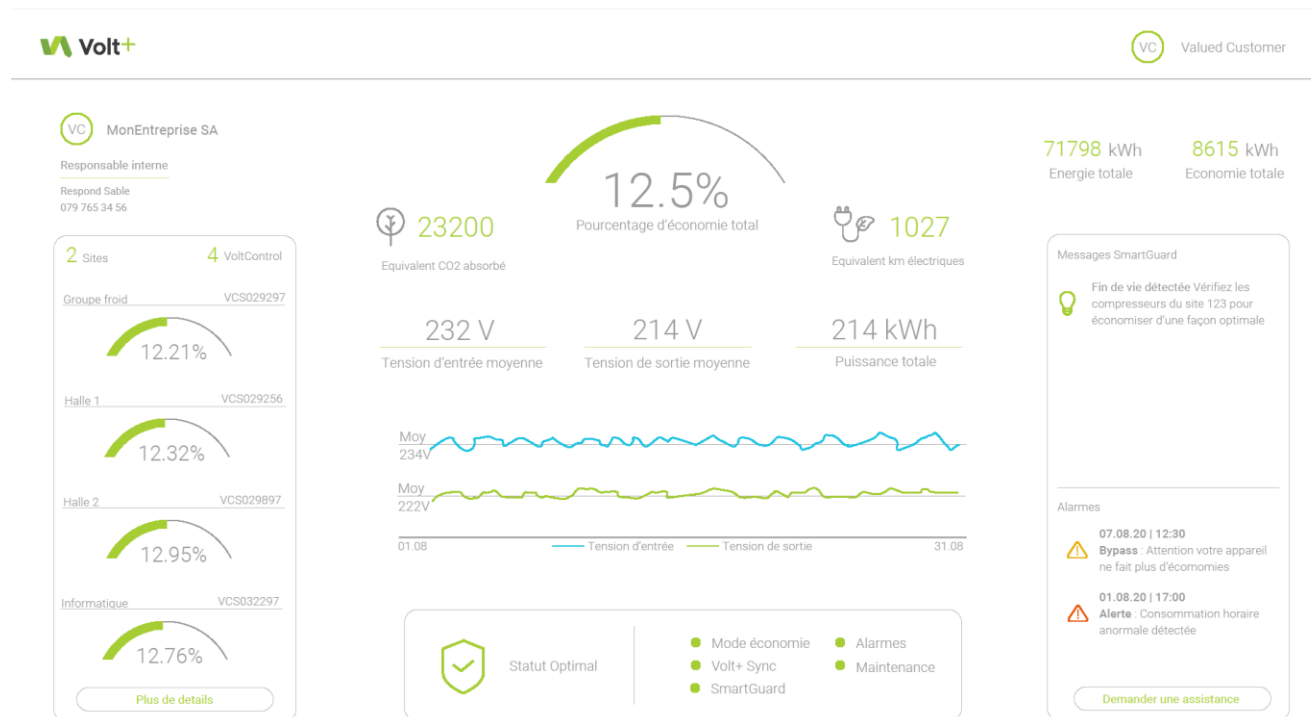 Volt+
VC Valued Customer
VC MonEntreprise SA
Responsable interne
Respond Sable
079 765 34 56
2 Sites 4 VoltControl
Groupe froid VCS029297
12.21%
Halle 1 VCS029256
12.32%
Halle 2 VCS029897
12.95%
Informatique VCS032297
12.76%
Plus de details
12.5%
Pourcentage d'économie total
23200
Equivalent CO2 absorbé
1027
Equivalent km électriques
232 V
Tension d'entrée moyenne
214 V
Tension de sortie moyenne
214 kWh
Puissance totale
Moy
234V
Moy
222V
01.08 Tension d'entrée Tension de sortie 31.08
Statut Optimal
Mode économie
Volt+ Sync
SmartGuard
Alarmes
Maintenance
71798 kWh
Energie totale
8615 kWh
Economie totale
Messages SmartGuard
Fin de vie détectée Vérifiez les
compresseurs du site 123 pour
économiser d'une façon optimale
Alarmes
07.08.20 | 12:30
Bypass : Attention votre appareil
ne fait plus d'écomomies
01.08.20 | 17:00
Alerte : Consommation horaire
anormale détectée
Demander une assistance